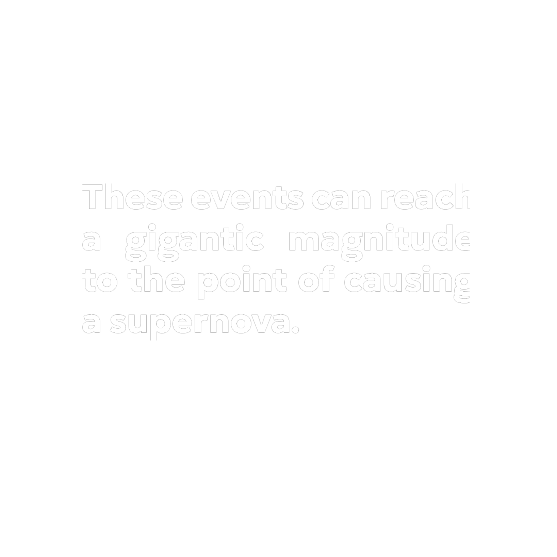 These events can reach
a gigantic magnitude
to the point of causing
a supernova.